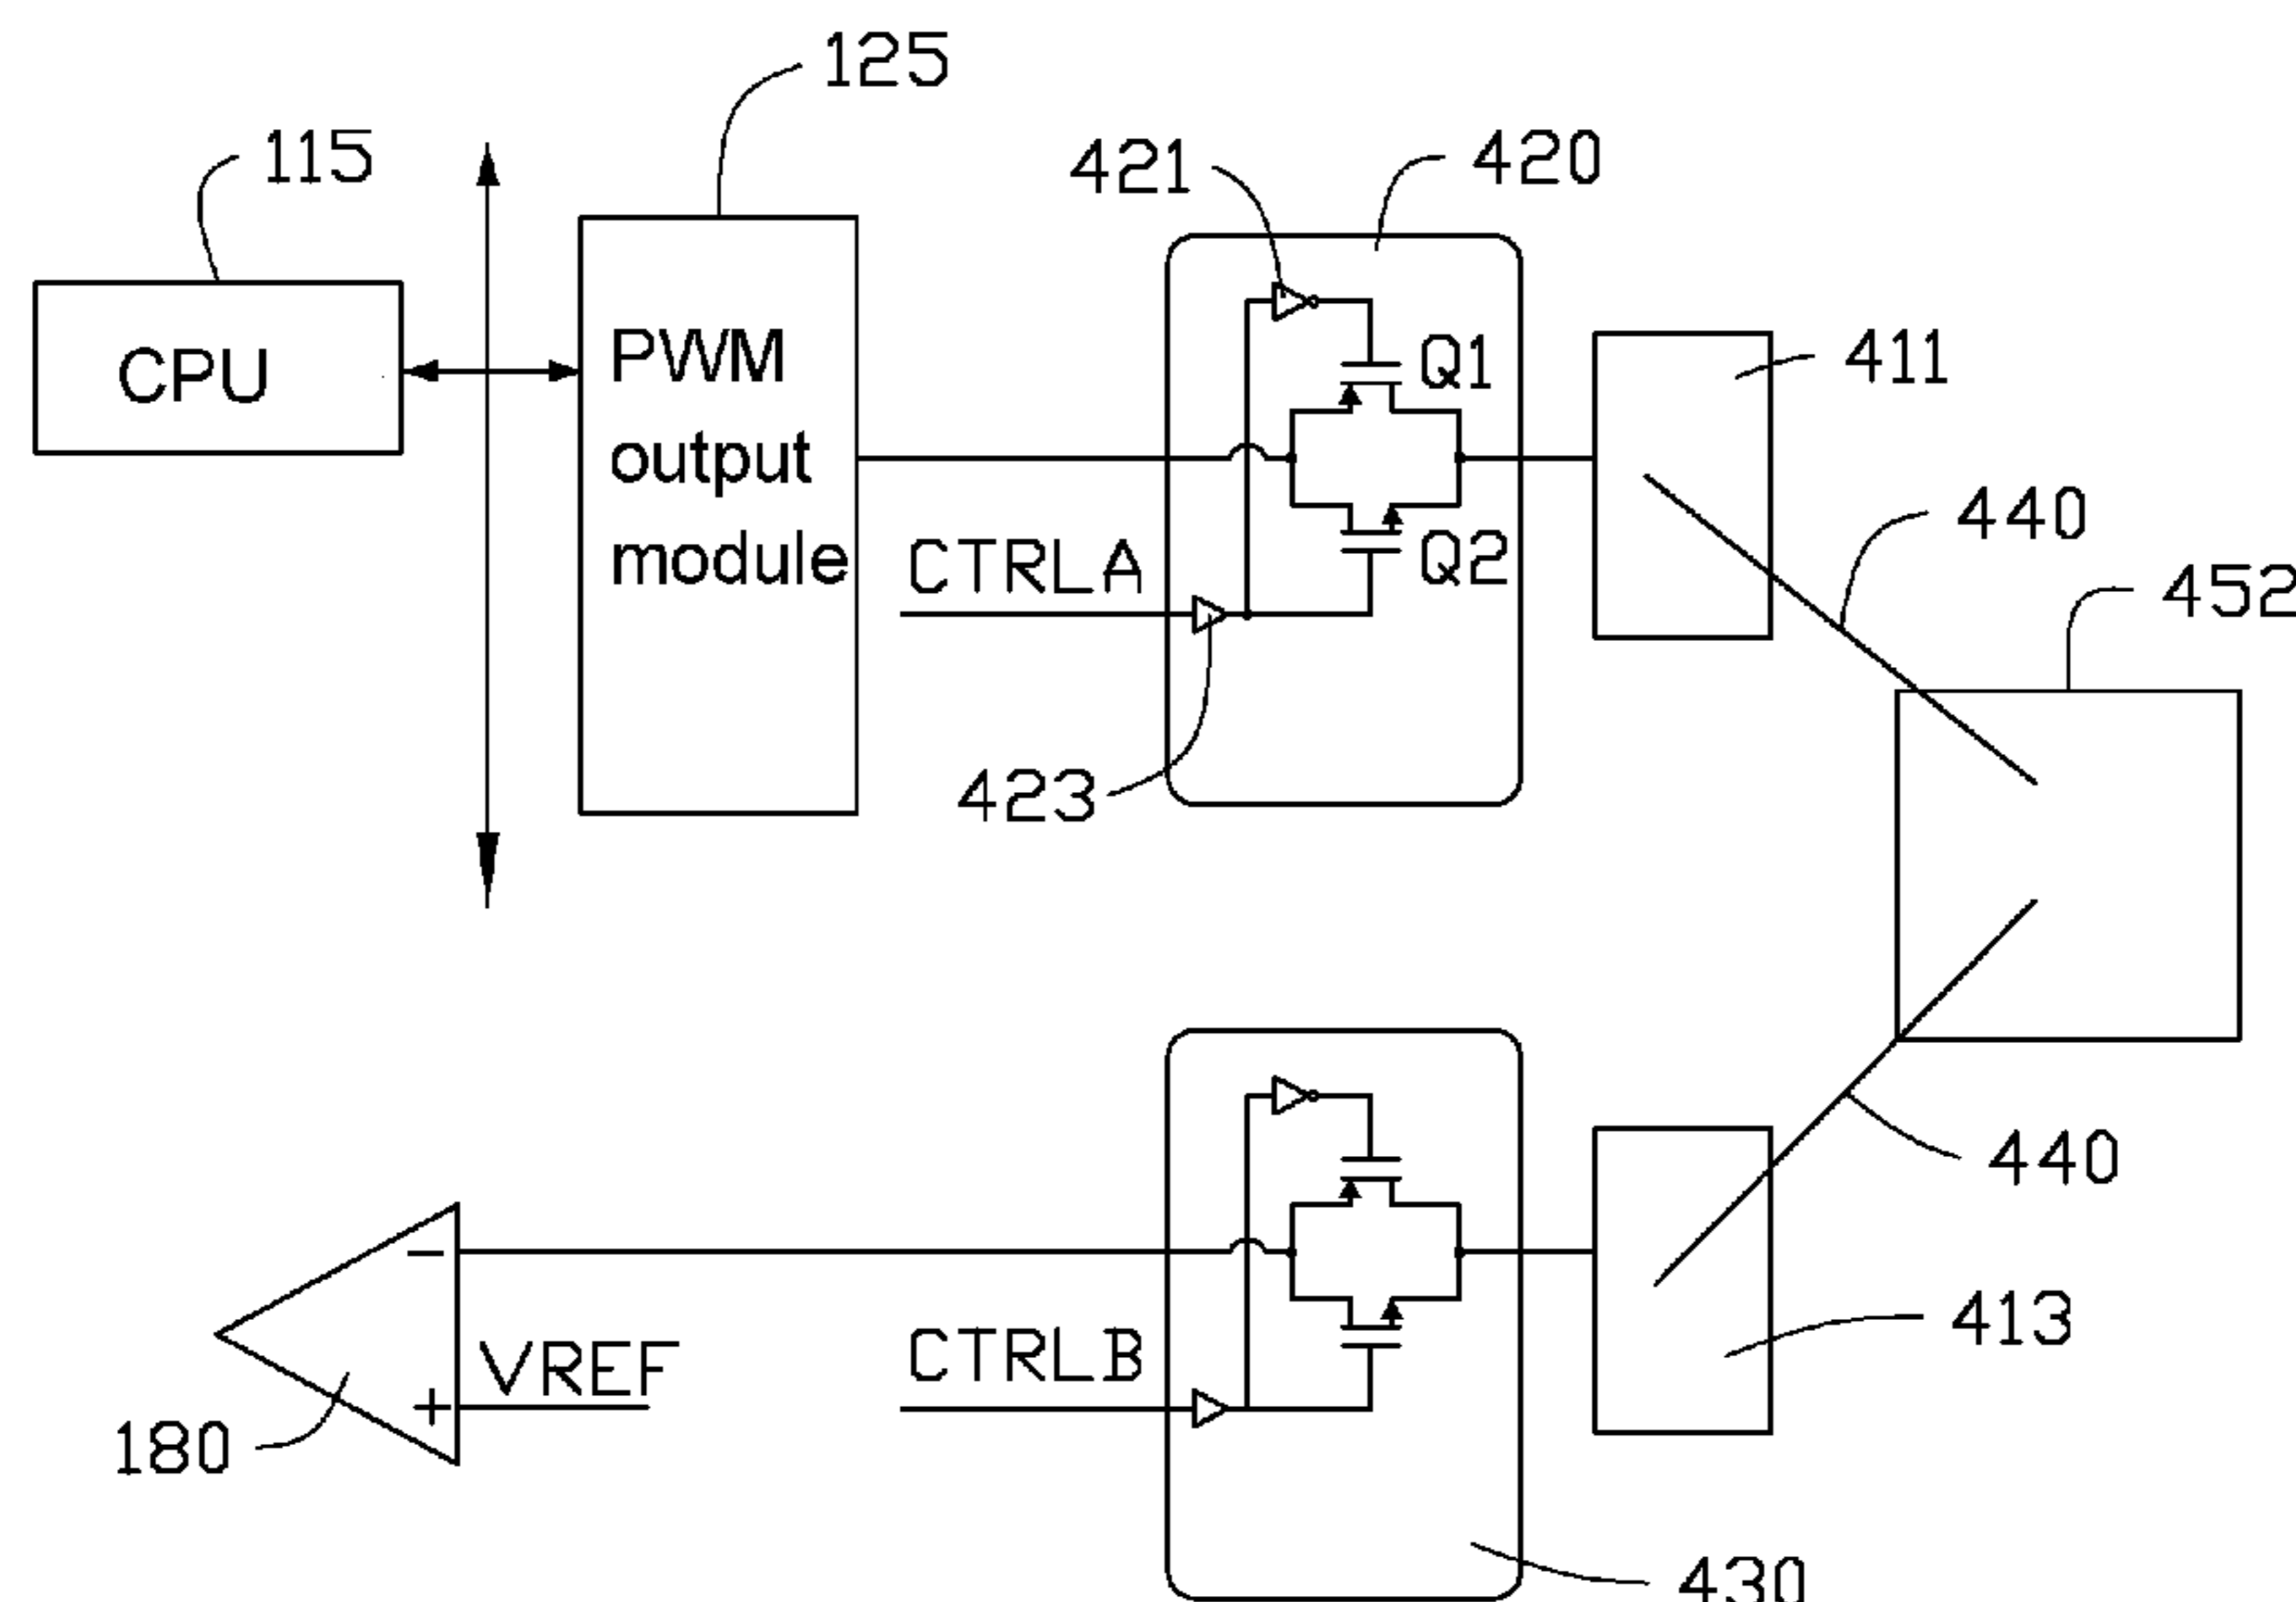 125
115
421
420
CPU
PWM
output
module
Q1
411
Q2
440
CTRLA
452
423
440
413
VREF
CTRLB
−
+
180
430